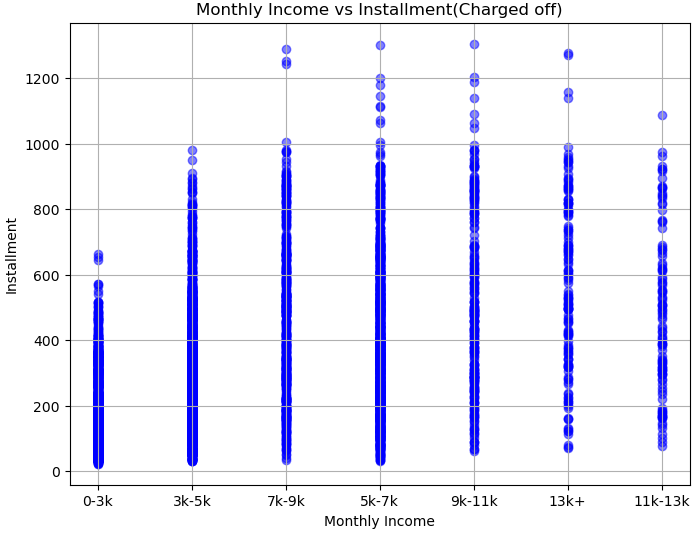 Monthly Income vs Installment(Charged off)
Installment
1200
1000
800
600
400
200
0
0-3k 3k-5k 7k-9k 5k-7k 9k-11k 13k+ 11k-13k
Monthly Income